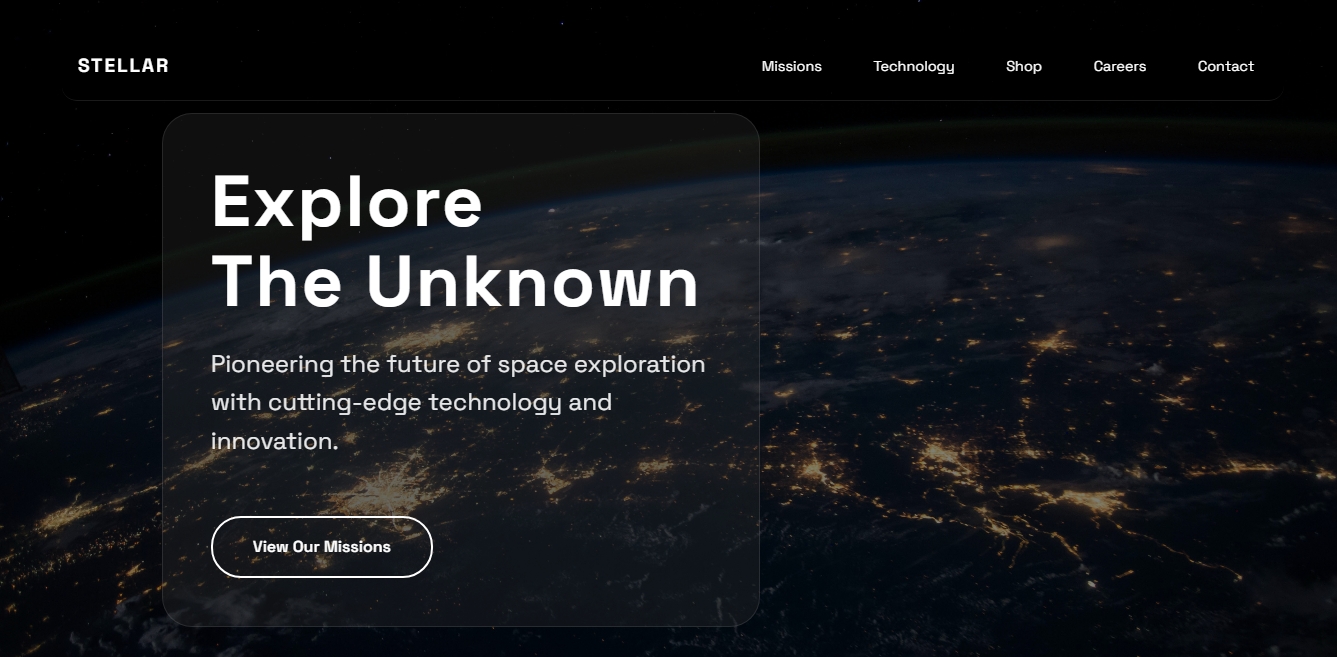 STELLAR
Missions Technology Shop Careers Contact
Explore
The Unknown
Pioneering the future of space exploration
with cutting-edge technology and
innovation.
View Our Missions